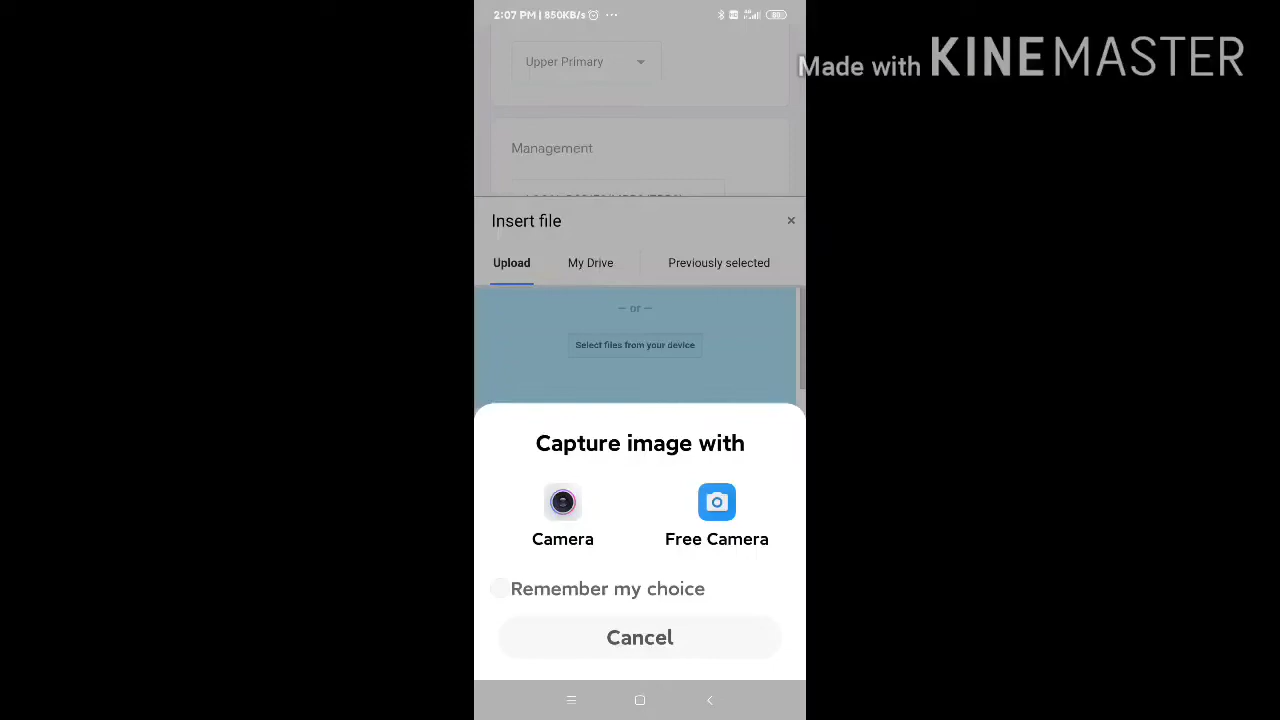 2:07 PM | 850KB/s
Made with KINEMASTER
Upper Primary
Management
Insert file
Upload
My Drive
Previously selected
— or —
Select files from your device
Capture image with
Camera
Free Camera
Remember my choice
Cancel